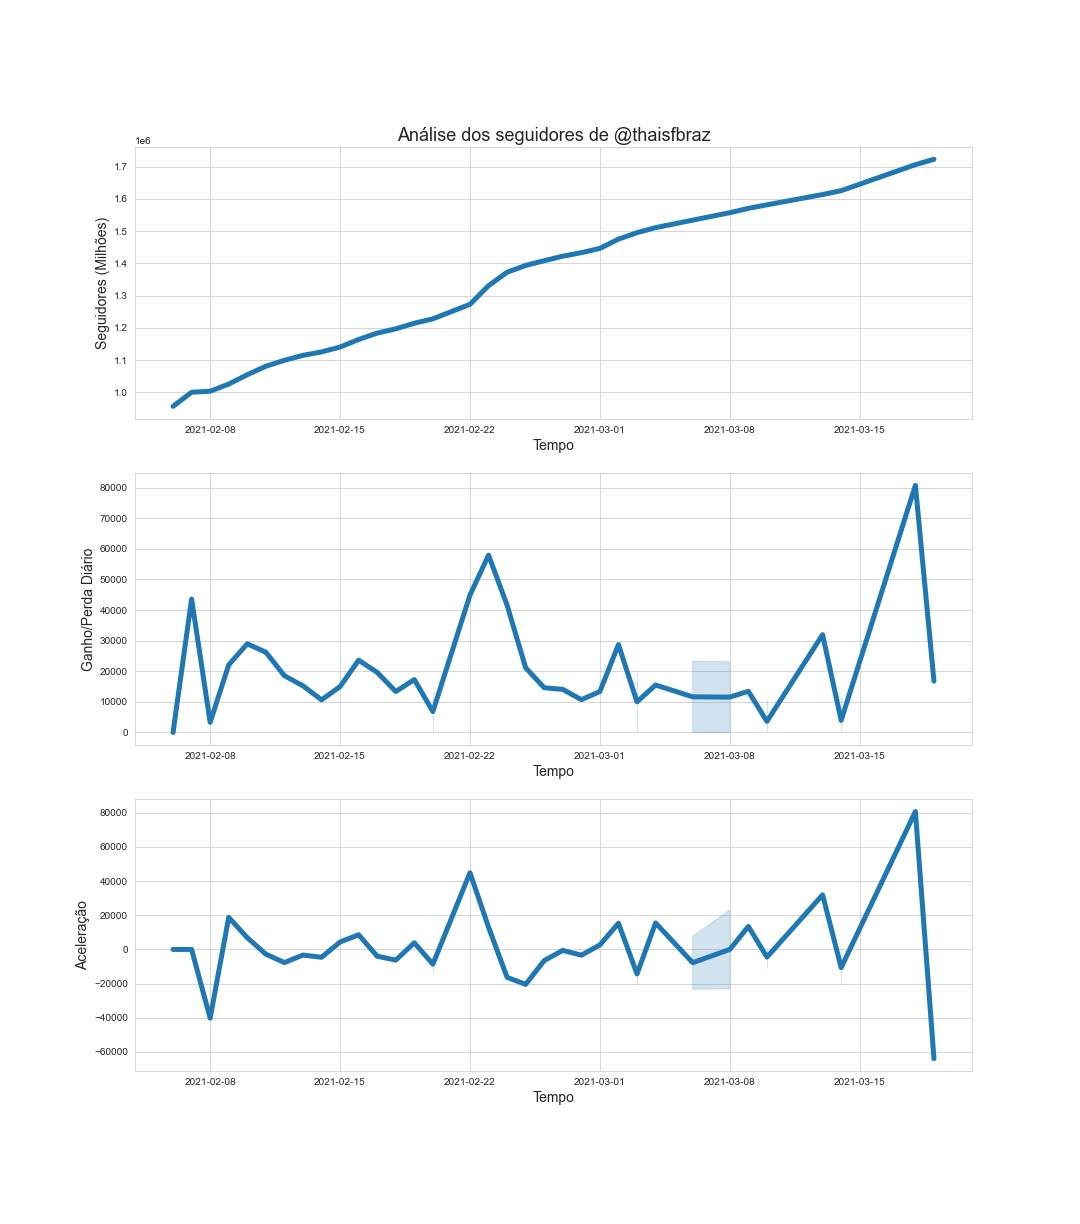 Análise dos seguidores de @thaisfbraz
1e6
1.7
1.6
1.5
1.4
1.3
1.2
1.1
1.0
Seguidores (Milhões)
2021-02-08 2021-02-15 2021-02-22 2021-03-01 2021-03-08 2021-03-15
Tempo
80000
70000
60000
50000
40000
30000
20000
10000
0
Ganho/Perda Diário
2021-02-08 2021-02-15 2021-02-22 2021-03-01 2021-03-08 2021-03-15
Tempo
80000
60000
40000
20000
0
−20000
−40000
−60000
Aceleração
2021-02-08 2021-02-15 2021-02-22 2021-03-01 2021-03-08 2021-03-15
Tempo